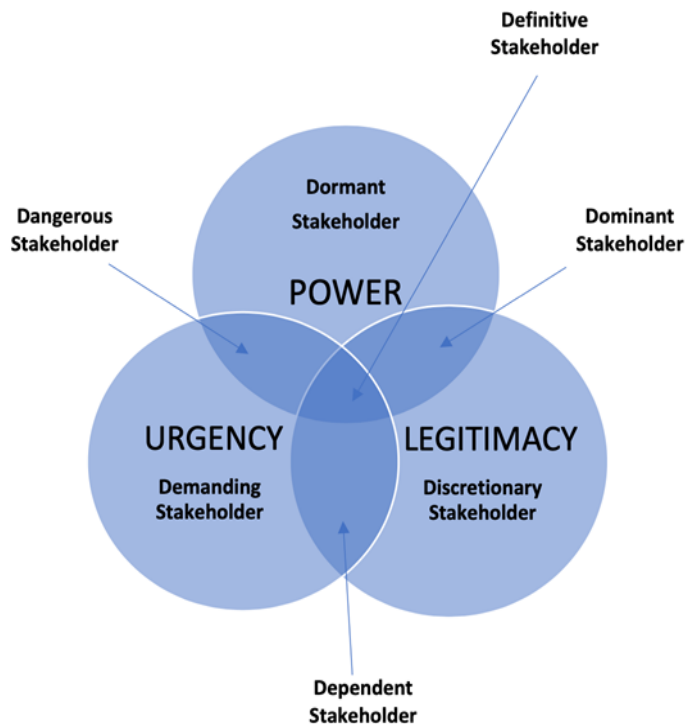 Definitive
Stakeholder
Dormant
Stakeholder
Dangerous
Stakeholder
Dominant
Stakeholder
POWER
URGENCY
LEGITIMACY
Demanding
Stakeholder
Discretionary
Stakeholder
Dependent
Stakeholder